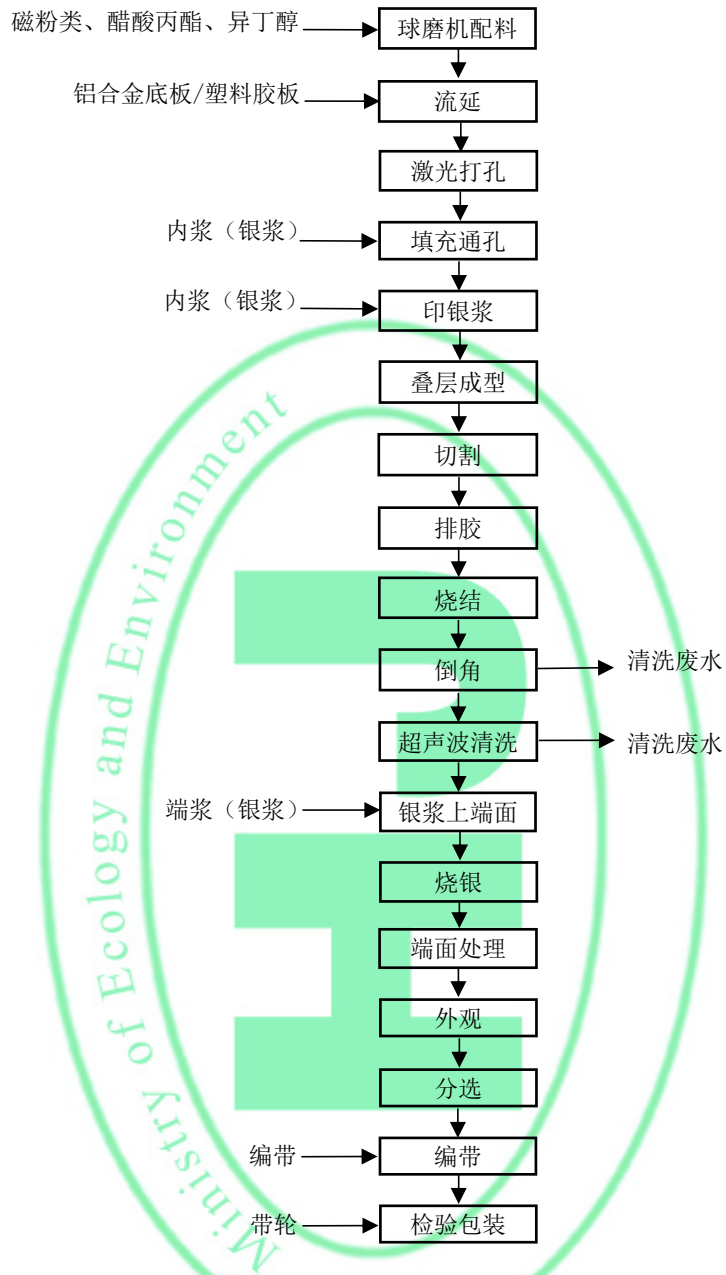 磁粉类、醋酸丙酯、异丁醇 球磨机配料
铝合金底板/塑料胶板 流延
激光打孔
内浆（银浆） 填充通孔
内浆（银浆） 印银浆
叠层成型
切割
排胶
烧结
倒角 清洗废水
超声波清洗 清洗废水
端浆（银浆） 银浆上端面
烧银
端面处理
外观
分选
编带 编带
带轮 检验包装
Ministry of Ecology and Environment